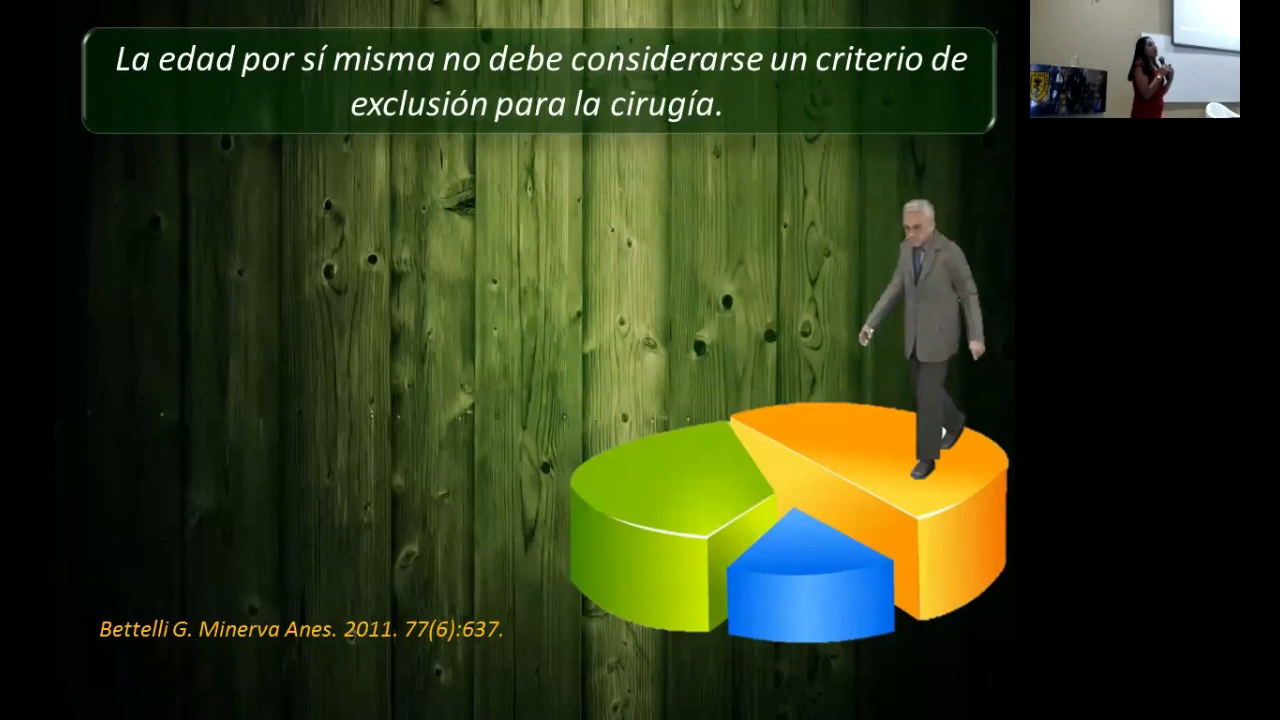 La edad por sí misma no debe considerarse un criterio de
exclusión para la cirugía.
Bettelli G. Minerva Anes. 2011. 77(6):637.